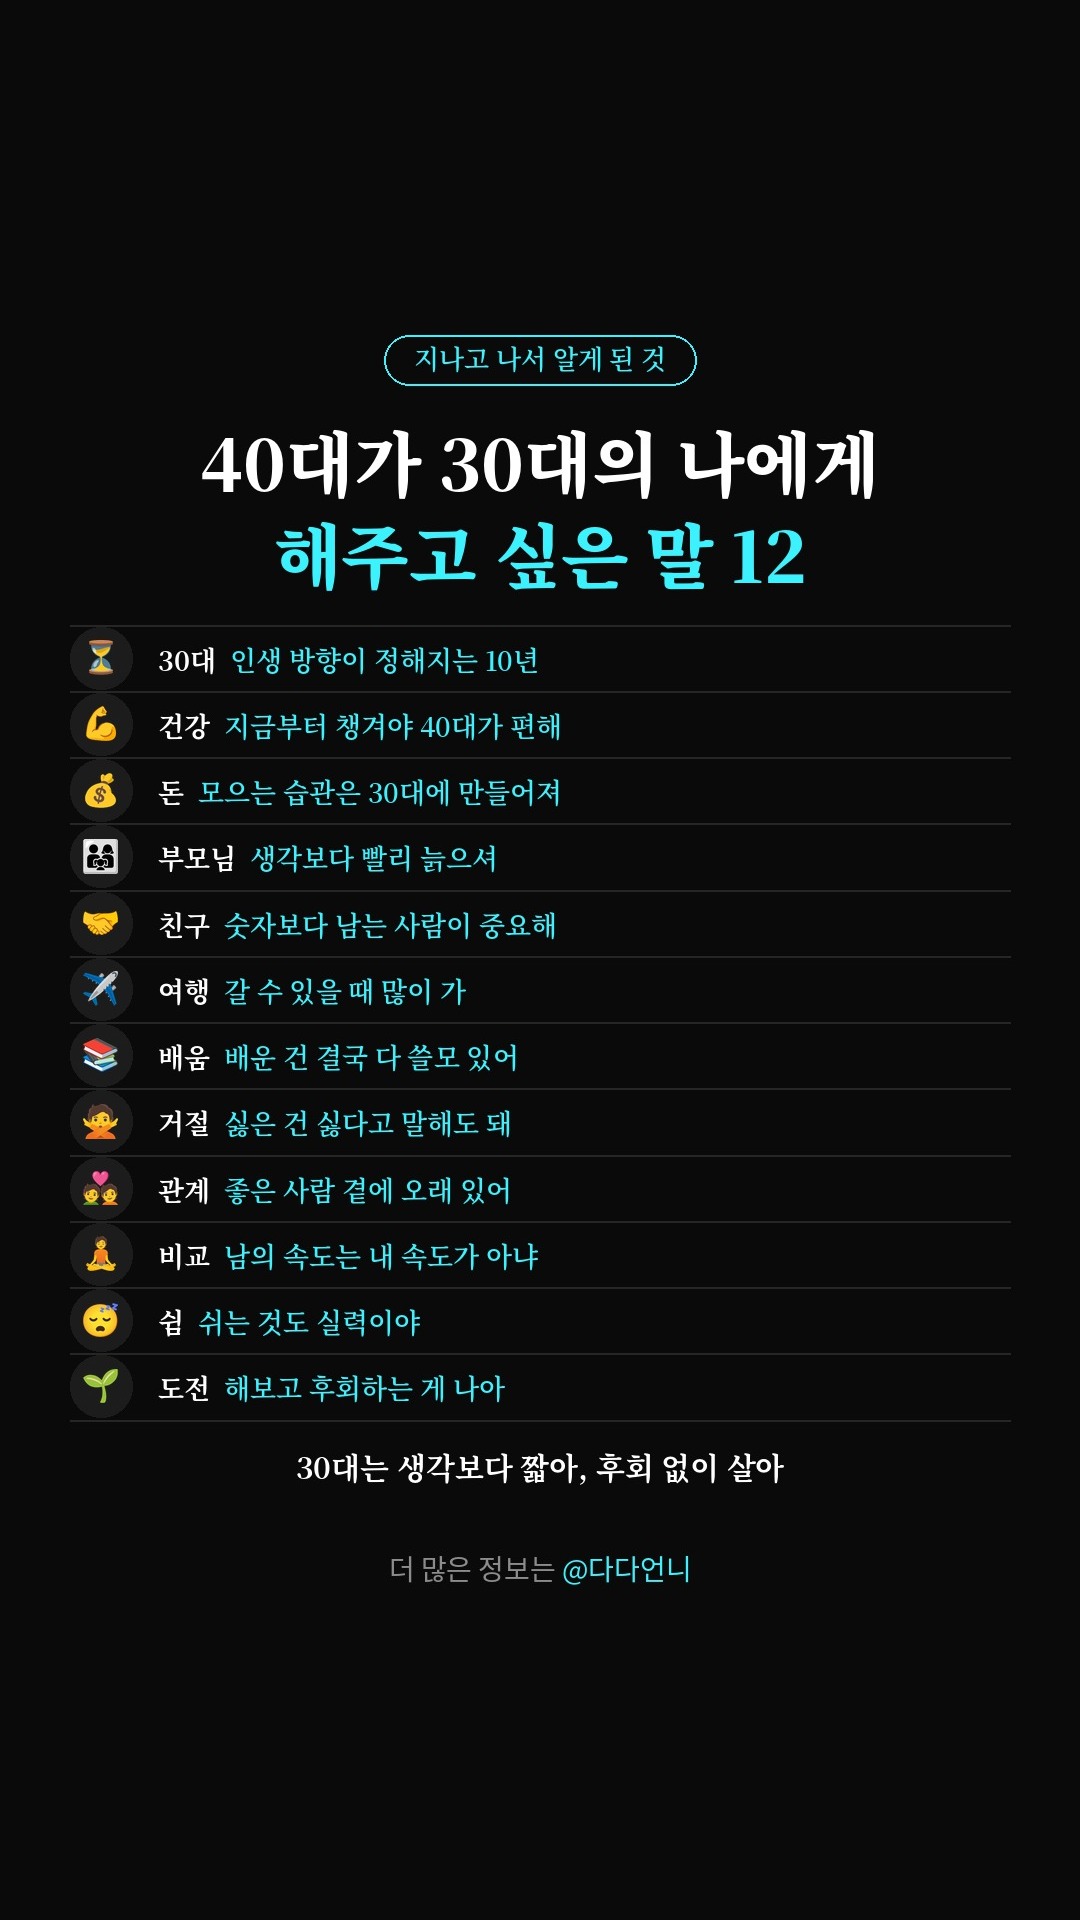 지나고 나서 알게 된 것
40대가 30대의 나에게
해주고 싶은 말 12
30대 인생 방향이 정해지는 10년
건강 지금부터 챙겨야 40대가 편해
돈 모으는 습관은 30대에 만들어져
부모님 생각보다 빨리 늙으셔
친구 숫자보다 남는 사람이 중요해
여행 갈 수 있을 때 많이 가
배움 배운 건 결국 다 쓸모 있어
거절 싫은 건 싫다고 말해도 돼
관계 좋은 사람 곁에 오래 있어
비교 남의 속도는 내 속도가 아냐
쉼 쉬는 것도 실력이야
도전 해보고 후회하는 게 나아
30대는 생각보다 짧아, 후회 없이 살아
더 많은 정보는 @다다언니